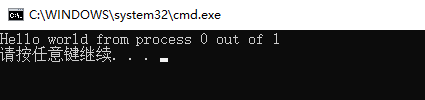 C:\WINDOWS\system32\cmd.exe
Hello world from process 0 out of 1
请按任意键继续. . .